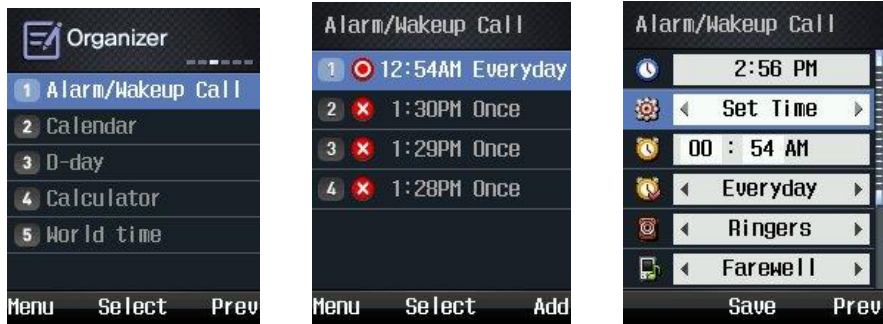 Organizer
1 Alarm/Wakeup Call
2 Calendar
3 D-day
4 Calculator
5 World time
Menu Select Prev
Alarm/Wakeup Call
1 12:54AM Everyday
2 1:30PM Once
3 1:29PM Once
4 1:28PM Once
Menu Select Add
Alarm/Wakeup Call
2:56 PM
Set Time
00 : 54 AM
Everyday
Ringers
Farewell
Save Prev